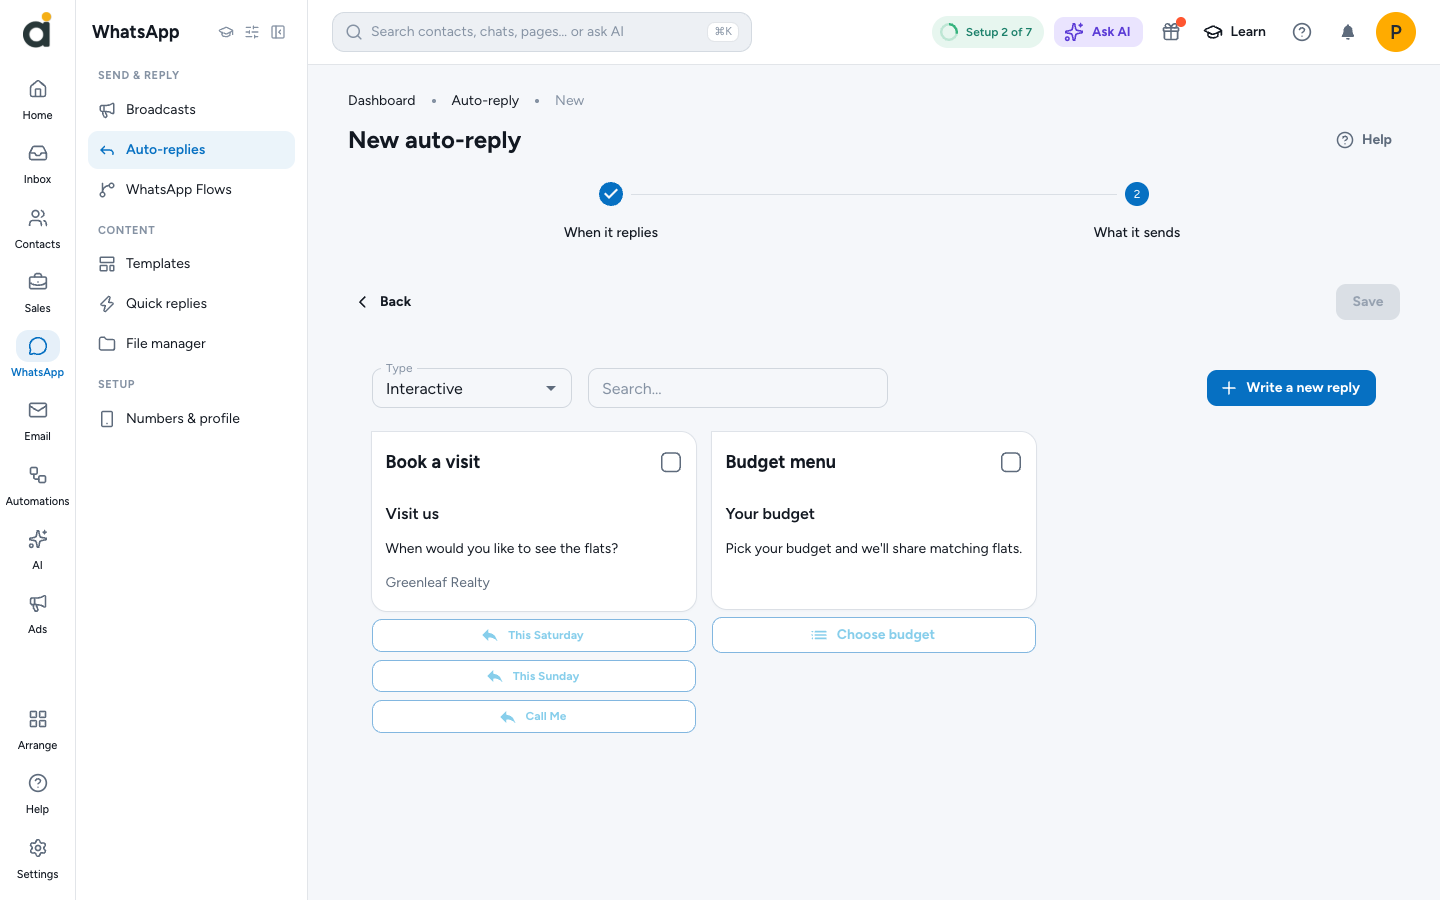 WhatsApp
Search contacts, chats, pages... or ask AI
⌘K
Setup 2 of 7
Ask AI
Learn
P
Home
Inbox
Contacts
Sales
WhatsApp
Email
Automations
AI
Ads
Arrange
Help
Settings
SEND & REPLY
Broadcasts
Auto-replies
WhatsApp Flows
CONTENT
Templates
Quick replies
File manager
SETUP
Numbers & profile
Dashboard • Auto-reply • New
New auto-reply
Help
2
When it replies
What it sends
Back
Save
Type
Interactive
Search...
Write a new reply
Book a visit
Visit us
When would you like to see the flats?
Greenleaf Realty
This Saturday
This Sunday
Call Me
Budget menu
Your budget
Pick your budget and we'll share matching flats.
Choose budget